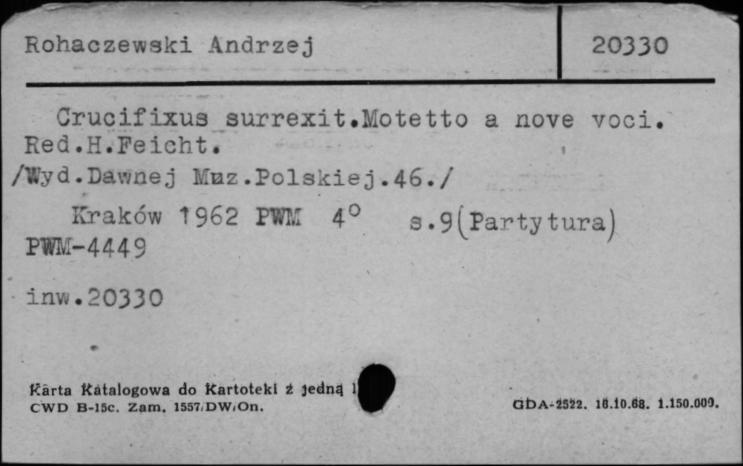 Rohaczewski Andrzej 20330
Crucifixus surrexit.Motetto a nove voci.
Red.H.Feicht.
/Wyd.Dawnej Muz.Polskiej.46./
Kraków 1962 PWM 4° s.9(Partytura)
PWM-4449
inw.20330
Karta Katalogowa do Kartoteki z jedną
CWD B-15c. Zam. 1557/DW/On. GDA-2522. 16.10.68. 1.150.000.